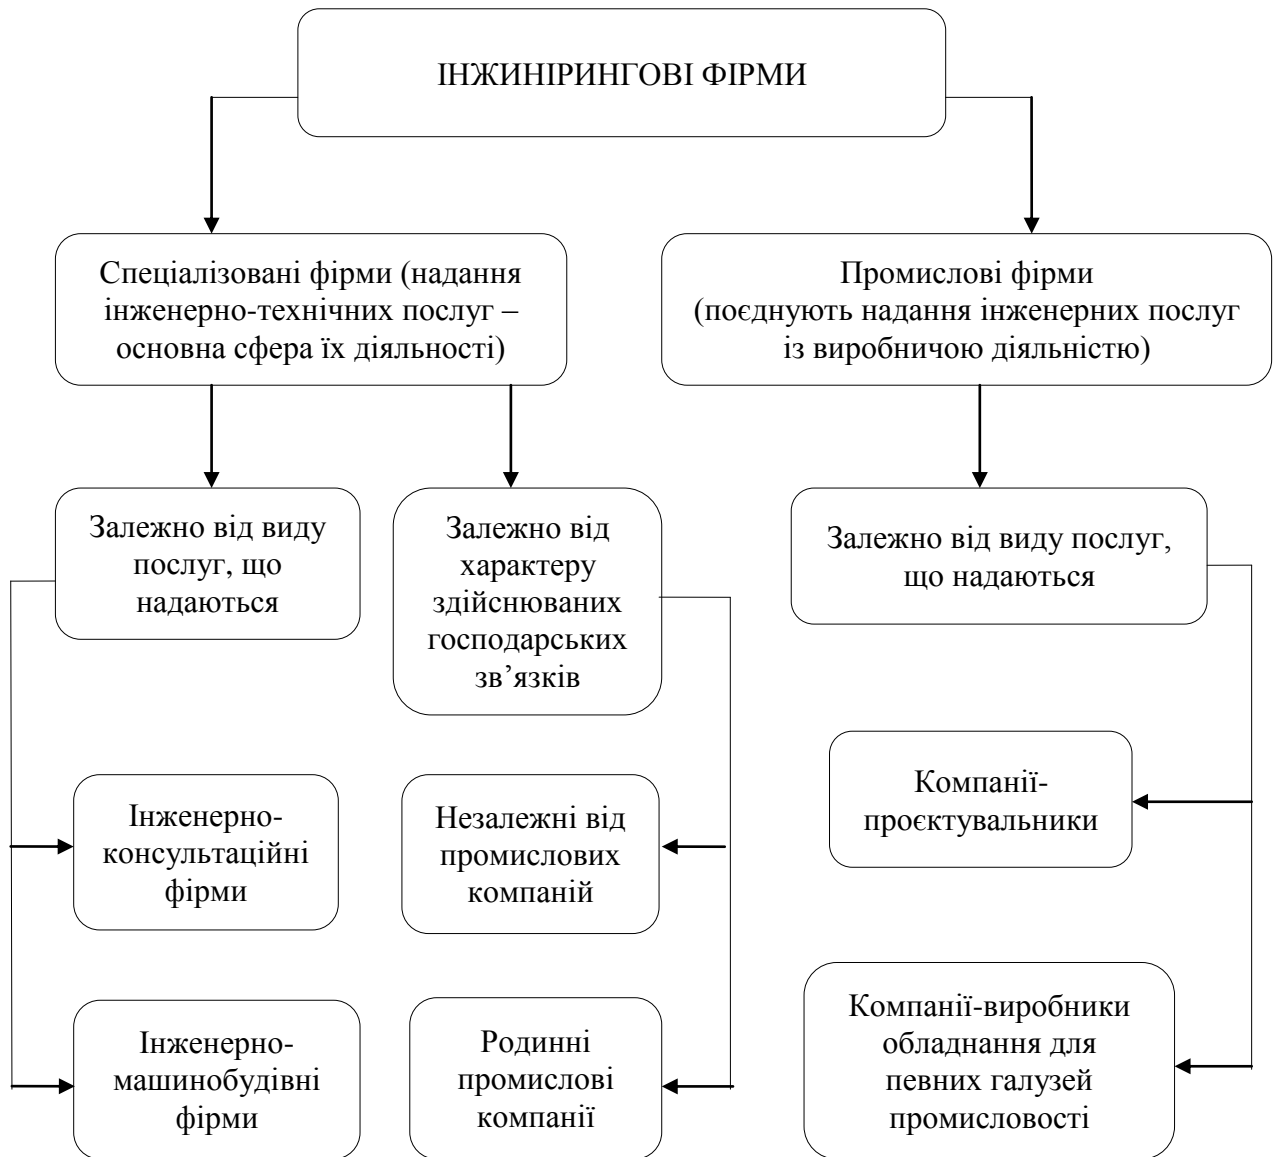 ІНЖИНІРИНГОВІ ФІРМИ
Спеціалізовані фірми (надання
інженерно-технічних послуг –
основна сфера їх діяльності)
Промислові фірми
(поєднують надання інженерних послуг
із виробничою діяльністю)
Залежно від виду
послуг, що
надаються
Залежно від
характеру
здійснюваних
господарських
зв’язків
Залежно від виду послуг,
що надаються
Інженерно-
консультаційні
фірми
Незалежні від
промислових
компаній
Компанії-
проєктувальники
Інженерно-
машинобудівні
фірми
Родинні
промислові
компанії
Компанії-виробники
обладнання для
певних галузей
промисловості